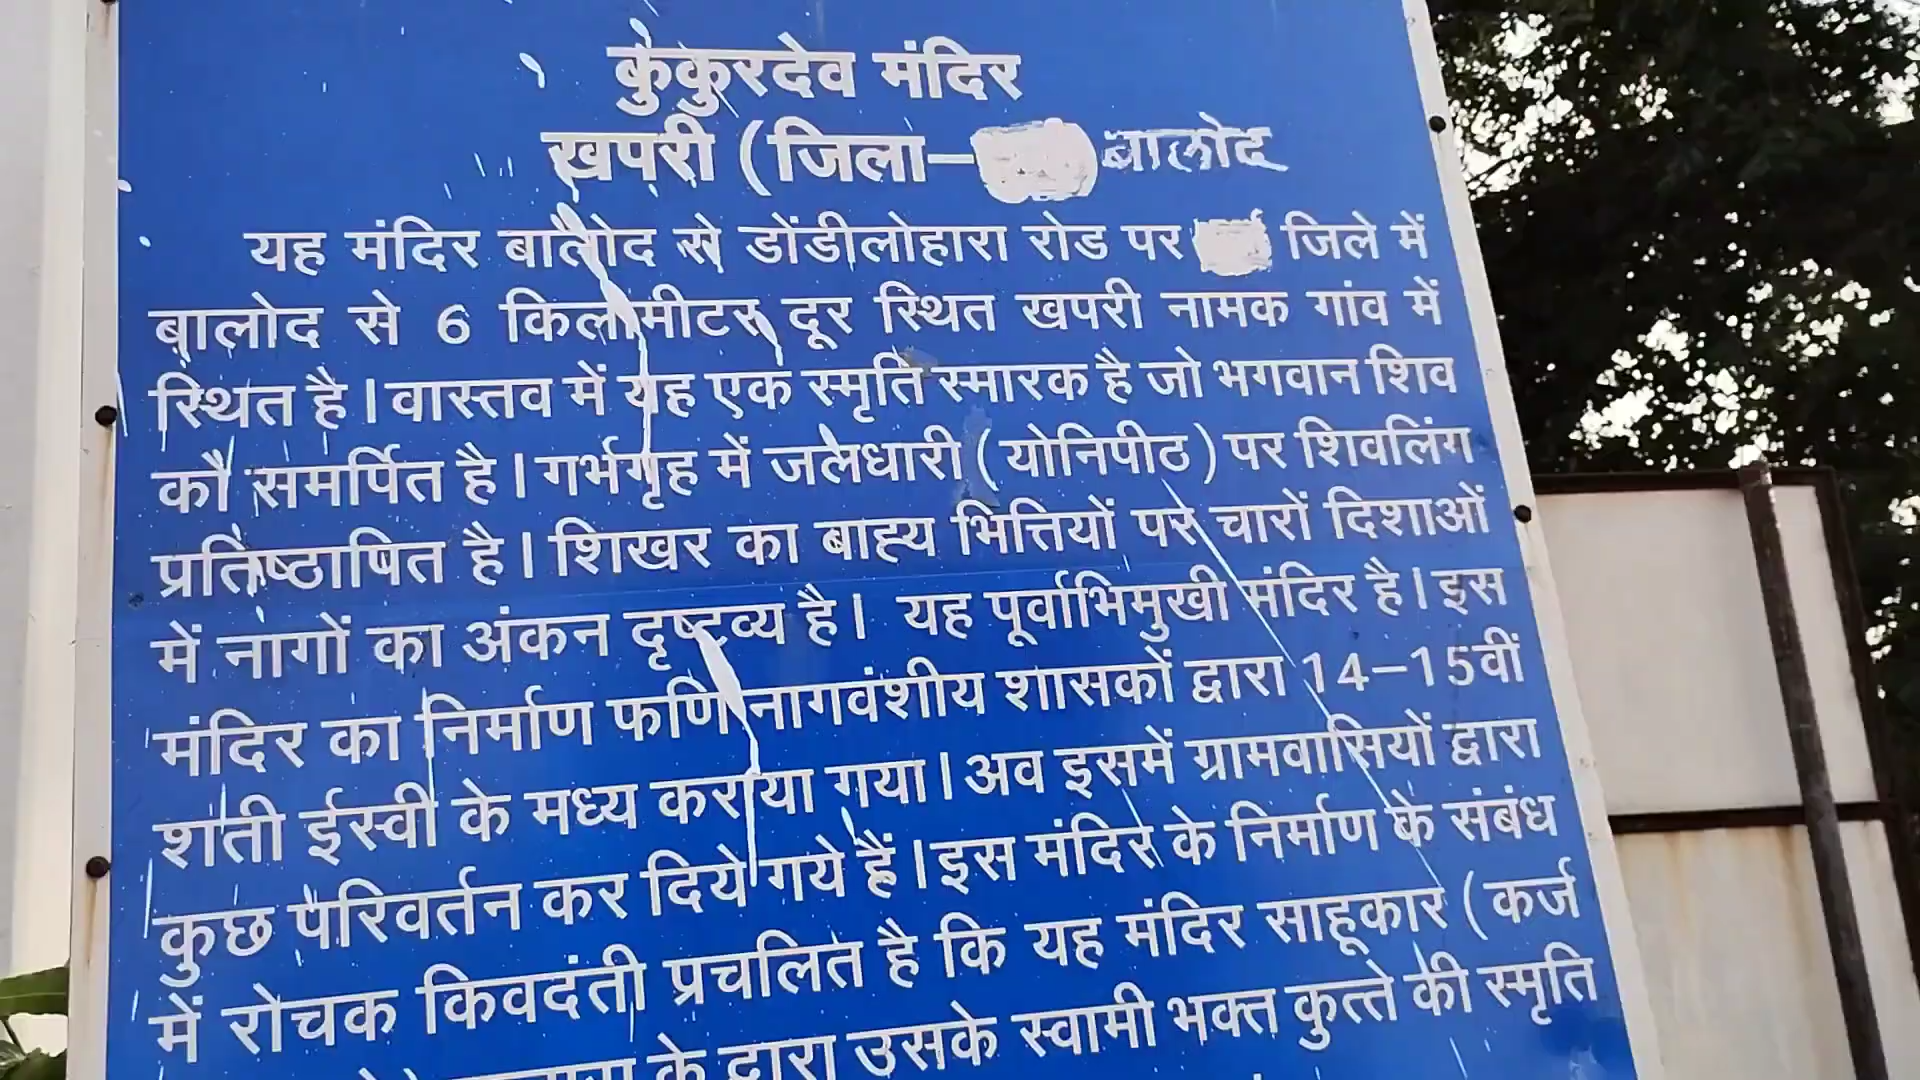 कुकुरदेव मंदिर
खपरी (जिला– बालोद
यह मंदिर बालोद से डोंडीलोहारा रोड पर जिले में
बालोद से 6 किलोमीटर दूर स्थित खपरी नामक गांव में
स्थित है। वास्तव में यह एक स्मृति स्मारक है जो भगवान शिव
को समर्पित है। गर्भगृह में जलधारी (योनिपीठ) पर शिवलिंग
प्रतिष्ठापित है। शिखर का बाह्य भित्तियों पर चारों दिशाओं
में नागों का अंकन दृष्टव्य है। यह पूर्वाभिमुखी मंदिर है। इस
मंदिर का निर्माण फणि नागवंशीय शासकों द्वारा 14–15वीं
शती ईस्वी के मध्य कराया गया। अव इसमें ग्रामवासियों द्वारा
कुछ परिवर्तन कर दिये गये हैं। इस मंदिर के निर्माण के संबंध
में रोचक किवदंती प्रचलित है कि यह मंदिर साहूकार (कर्ज
के द्वारा उसके स्वामी भक्त कुत्ते की स्मृति